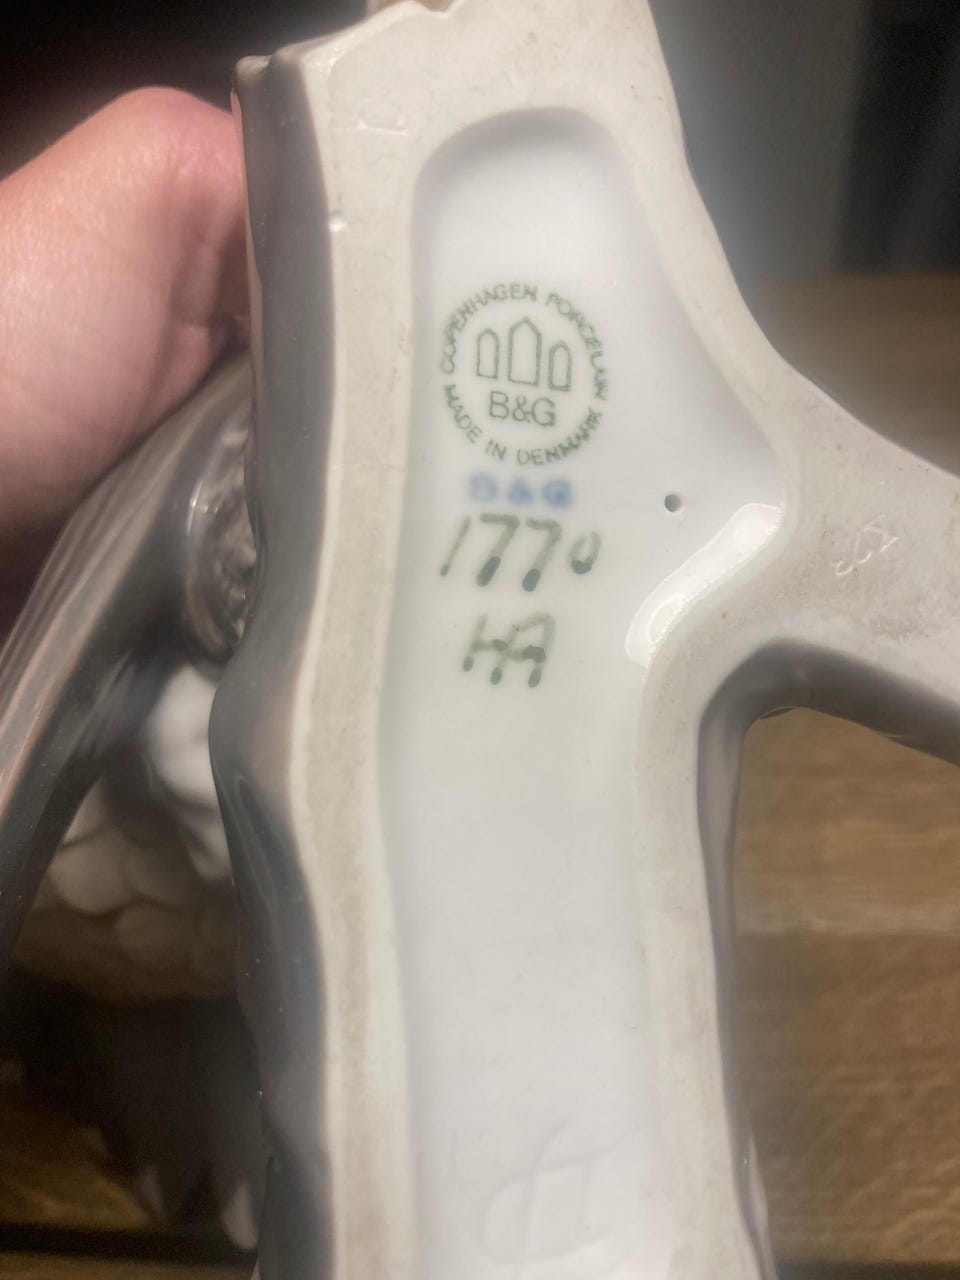 COPENHAGEN PORCELAIN
B&G
MADE IN DENMARK
B&G
1770
HA